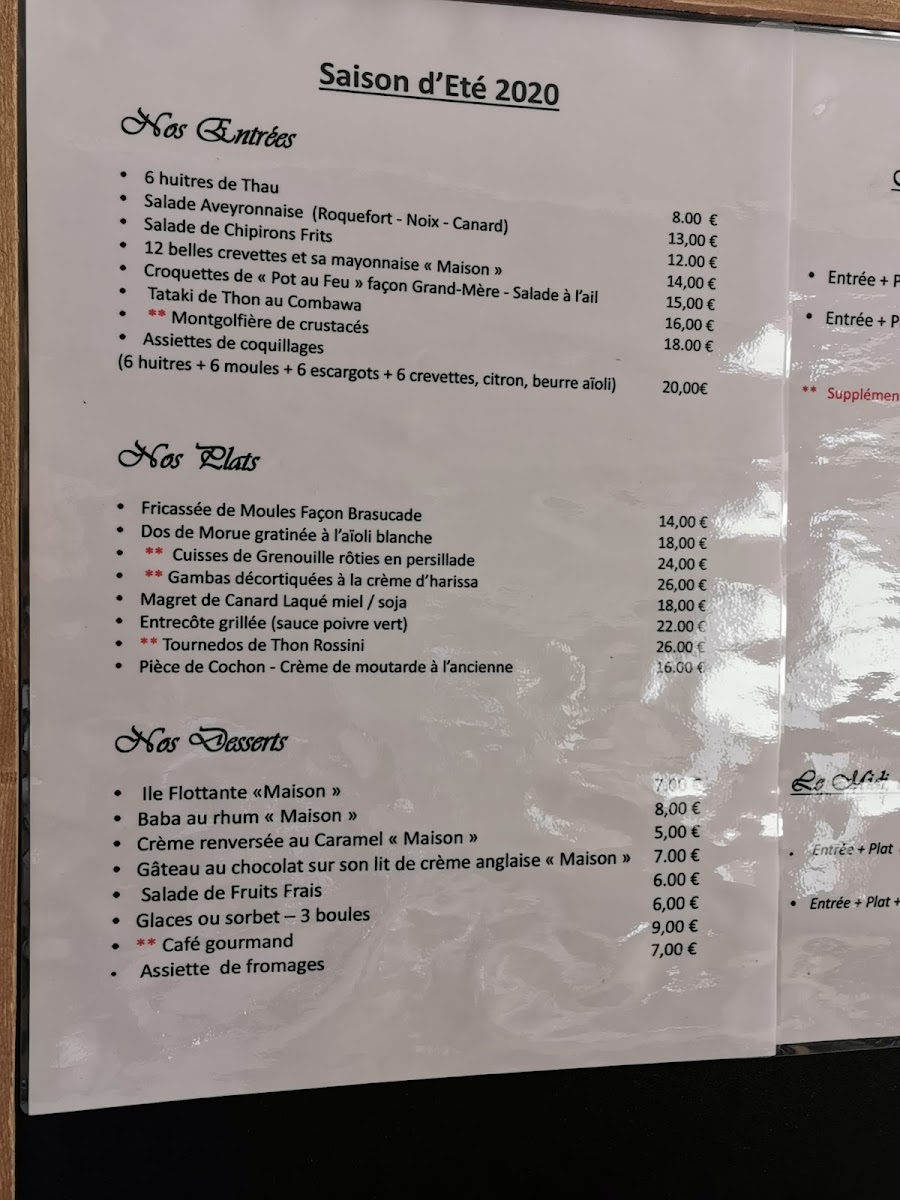 Saison d'Eté 2020
Nos Entrées
• 6 huitres de Thau 8.00 €
• Salade Aveyronnaise (Roquefort - Noix - Canard) 13,00 €
• Salade de Chipirons Frits 12.00 €
• 12 belles crevettes et sa mayonnaise « Maison » 14,00 €
• Croquettes de « Pot au Feu » façon Grand-Mère - Salade à l'ail 15,00 €
• Tataki de Thon au Combawa 16,00 €
• ** Montgolfière de crustacés 18.00 €
• Assiettes de coquillages
(6 huitres + 6 moules + 6 escargots + 6 crevettes, citron, beurre aïoli) 20,00€
Nos Plats
• Fricassée de Moules Façon Brasucade 14,00 €
• Dos de Morue gratinée à l'aïoli blanche 18,00 €
• ** Cuisses de Grenouille rôties en persillade 24,00 €
• ** Gambas décortiquées à la crème d'harissa 26,00 €
• Magret de Canard Laqué miel / soja 18,00 €
• Entrecôte grillée (sauce poivre vert) 22.00 €
• ** Tournedos de Thon Rossini 26.00 €
• Pièce de Cochon - Crème de moutarde à l'ancienne 16.00 €
Nos Desserts
• Ile Flottante «Maison » 7.00 €
• Baba au rhum « Maison » 8,00 €
• Crème renversée au Caramel « Maison » 5,00 €
• Gâteau au chocolat sur son lit de crème anglaise « Maison » 7.00 €
• Salade de Fruits Frais 6.00 €
• Glaces ou sorbet – 3 boules 6,00 €
• ** Café gourmand 9,00 €
• Assiette de fromages 7,00 €
• Entrée + P
• Entrée + P
** Supplémen
Le Midi
• Entrée + Plat
• Entrée + Plat +